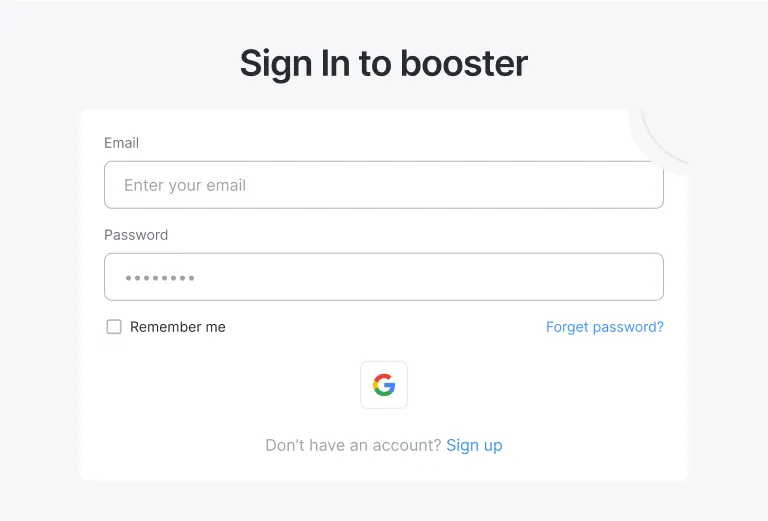 Sign In to booster
Email
Enter your email
Password
••••••••
Remember me
Forget password?
Don’t have an account? Sign up